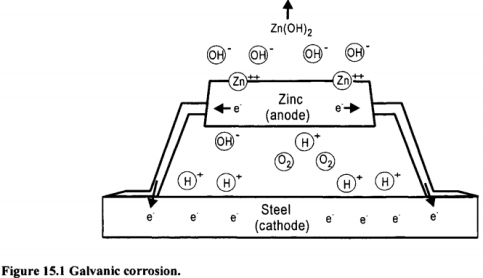 Zn(OH)₂
OH⁻ OH⁻ OH⁻ OH⁻
Zn⁺⁺ Zn⁺⁺
Zinc
e⁻ (anode) e⁻
OH⁻ H⁺
O₂ O₂
H⁺ H⁺ H⁺ H⁺
Steel
e⁻ e⁻ e⁻ (cathode) e⁻ e⁻ e⁻ e⁻
Figure 15.1 Galvanic corrosion.